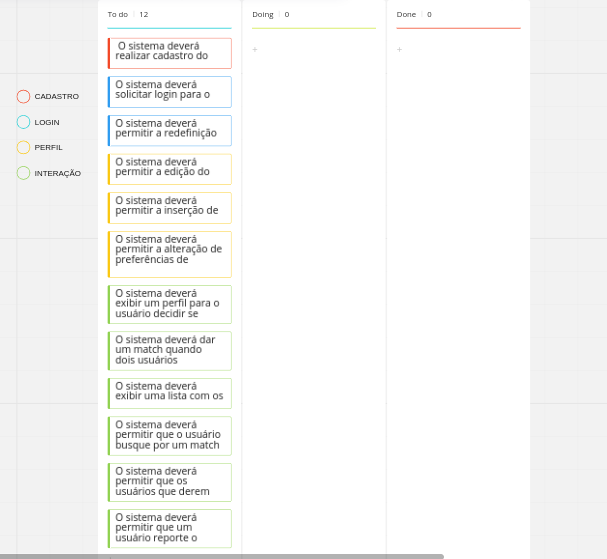 To do 12
Doing 0
Done 0
+
+
CADASTRO
LOGIN
PERFIL
INTERAÇÃO
O sistema deverá
realizar cadastro do
O sistema deverá
solicitar login para o
O sistema deverá
permitir a redefinição
O sistema deverá
permitir a edição do
O sistema deverá
permitir a inserção de
O sistema deverá
permitir a alteração de
preferências de
O sistema deverá
exibir um perfil para o
usuário decidir se
O sistema deverá dar
um match quando
dois usuários
O sistema deverá
exibir uma lista com os
O sistema deverá
permitir que o usuário
busque por um match
O sistema deverá
permitir que os
usuários que derem
O sistema deverá
permitir que um
usuário reporte o